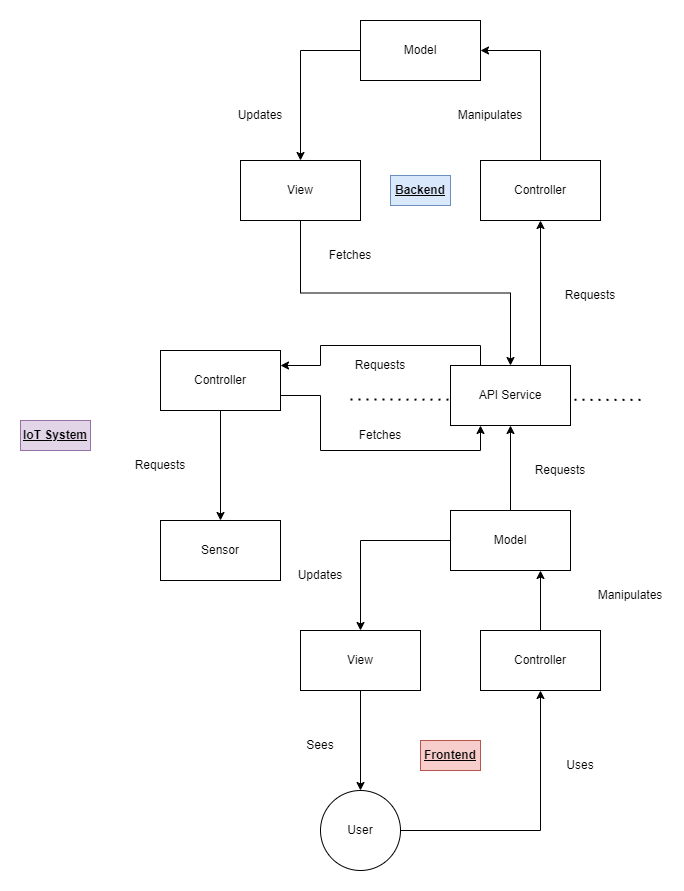 Model
Updates
Manipulates
View
Backend
Controller
Fetches
Requests
Controller
Requests
API Service
IoT System
Fetches
Requests
Requests
Sensor
Model
Updates
Manipulates
View
Controller
Sees
Frontend
Uses
User